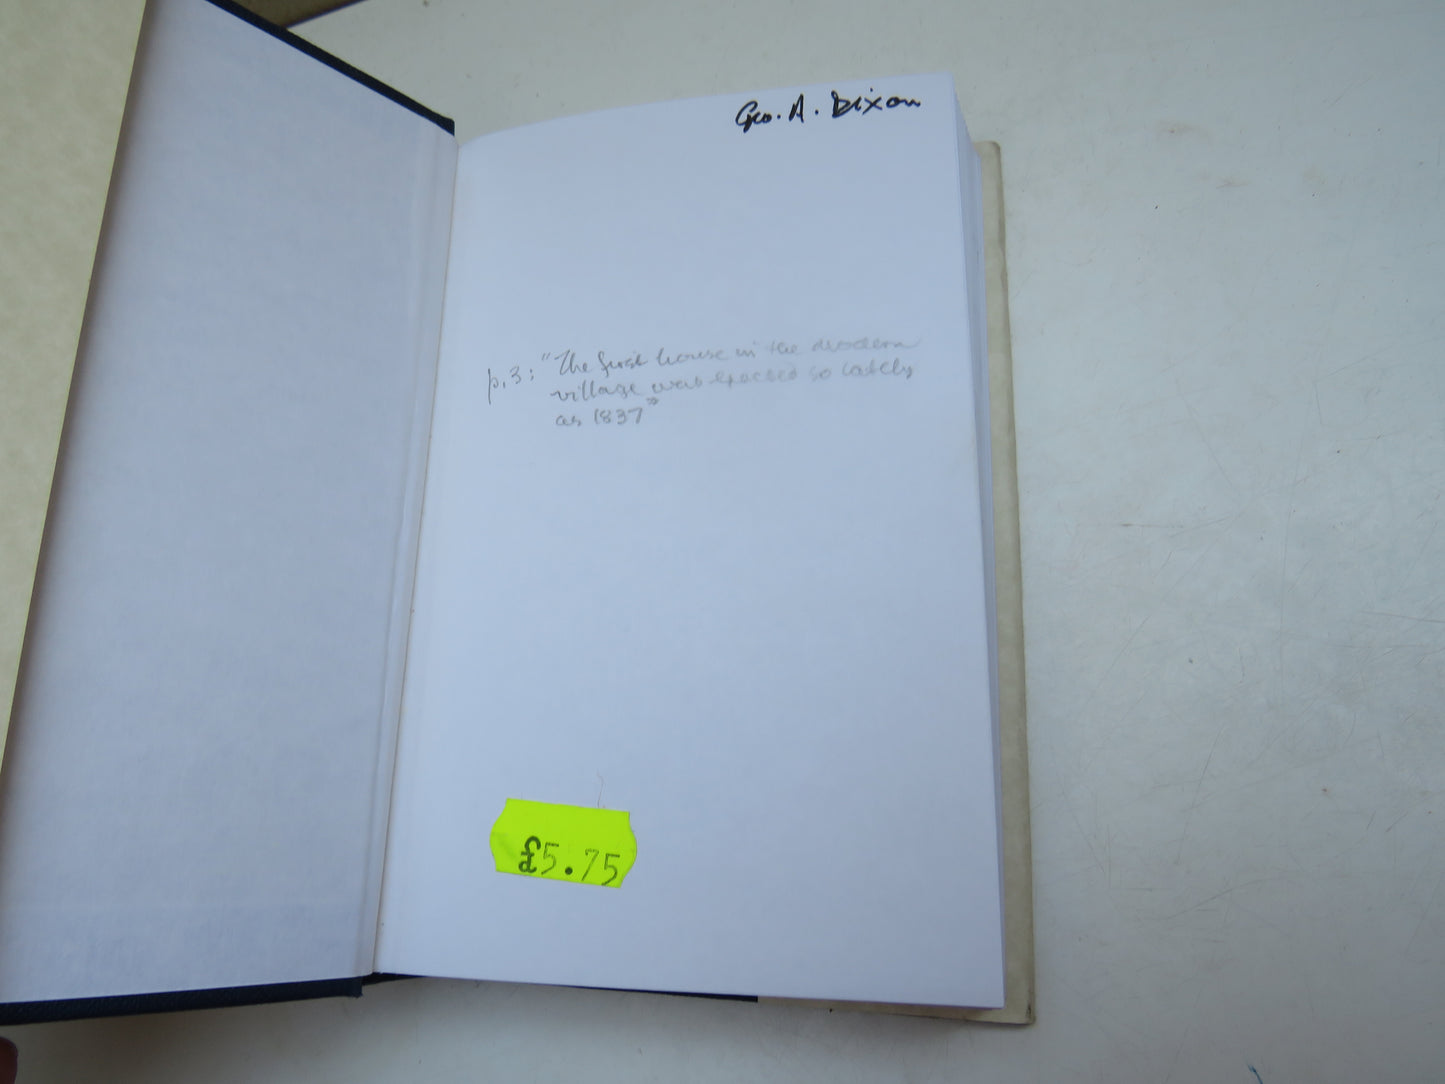 Geo. A. Dixon
p.3: "The first house in the modern
village was erected so lately
as 1837"
£5.75